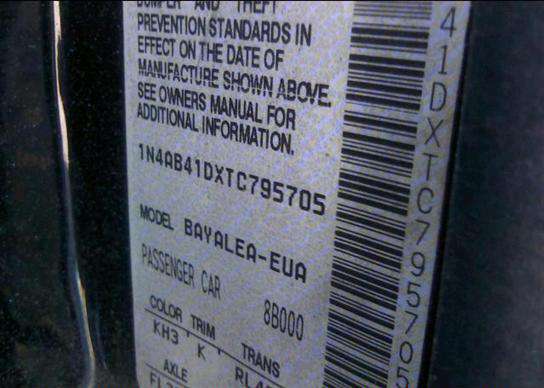 BUMPER AND THEFT
PREVENTION STANDARDS IN
EFFECT ON THE DATE OF
MANUFACTURE SHOWN ABOVE.
SEE OWNERS MANUAL FOR
ADDITIONAL INFORMATION.
1N4AB41DXTC795705
MODEL BAYALEA-EUA
PASSENGER CAR 8B000
COLOR TRIM TRANS
KH3 K
AXLE
41DXTC795705